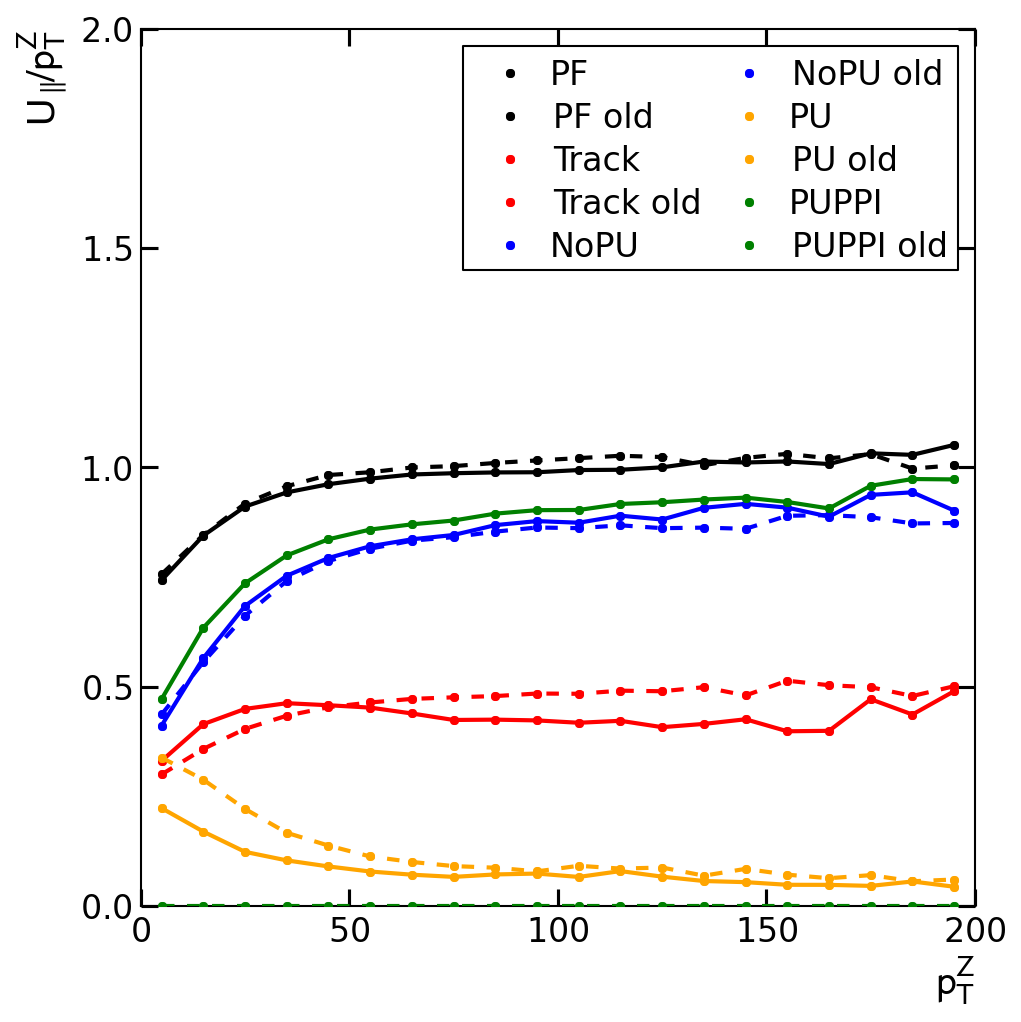 U∥/p_T^Z
2.0
1.5
1.0
0.5
0.0
PF
PF old
Track
Track old
NoPU
NoPU old
PU
PU old
PUPPI
PUPPI old
0 50 100 150 200
p_T^Z